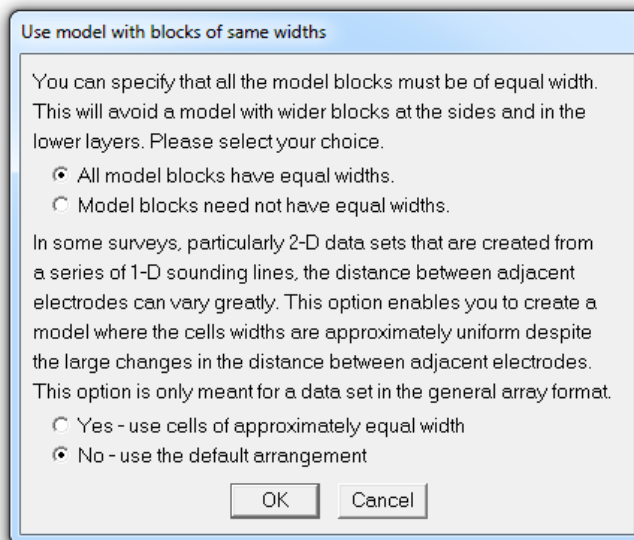 Use model with blocks of same widths
You can specify that all the model blocks must be of equal width.
This will avoid a model with wider blocks at the sides and in the
lower layers. Please select your choice.
All model blocks have equal widths.
Model blocks need not have equal widths.
In some surveys, particularly 2-D data sets that are created from
a series of 1-D sounding lines, the distance between adjacent
electrodes can vary greatly. This option enables you to create a
model where the cells widths are approximately uniform despite
the large changes in the distance between adjacent electrodes.
This option is only meant for a data set in the general array format.
Yes - use cells of approximately equal width
No - use the default arrangement
OK Cancel